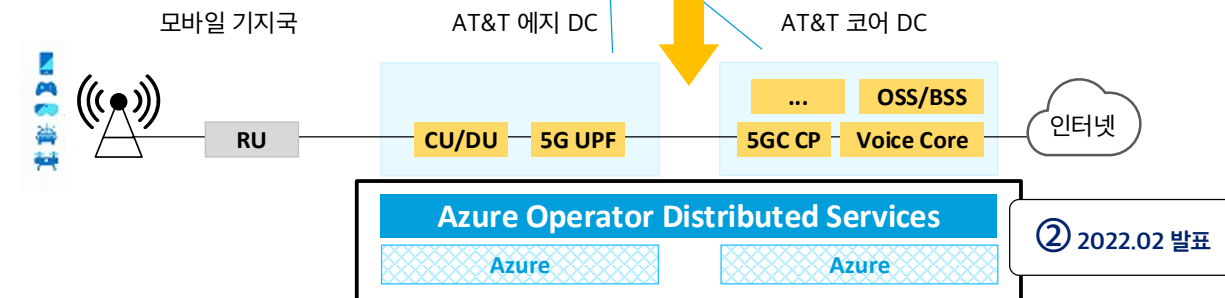 모바일 기지국
AT&T 에지 DC
AT&T 코어 DC
...
OSS/BSS
RU
CU/DU
5G UPF
5GC CP
Voice Core
인터넷
Azure Operator Distributed Services
Azure
Azure
② 2022.02 발표